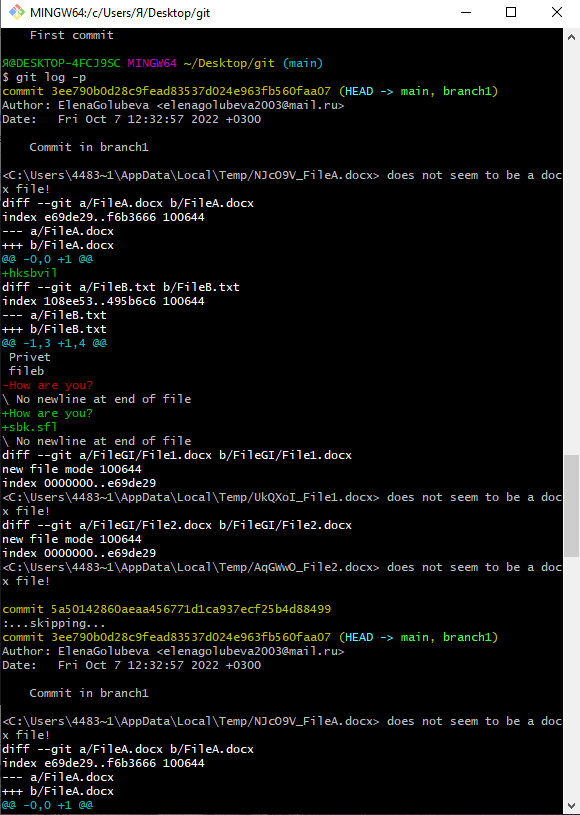 MINGW64:/c/Users/Я/Desktop/git
First commit
Я@DESKTOP-4FCJ9SC MINGW64 ~/Desktop/git (main)
$ git log -p
commit 3ee790b0d28c9fead83537d024e963fb560faa07 (HEAD -> main, branch1)
Author: ElenaGolubeva <elenagolubeva2003@mail.ru>
Date:   Fri Oct 7 12:32:57 2022 +0300
Commit in branch1
<C:\Users\4483~1\AppData\Local\Temp/NJcO9V_FileA.docx> does not seem to be a doc
x file!
diff --git a/FileA.docx b/FileA.docx
index e69de29..f6b3666 100644
--- a/FileA.docx
+++ b/FileA.docx
@@ -0,0 +1 @@
+hksbvil
diff --git a/FileB.txt b/FileB.txt
index 108ee53..495b6c6 100644
--- a/FileB.txt
+++ b/FileB.txt
@@ -1,3 +1,4 @@
 Privet
 fileb
-How are you?
\ No newline at end of file
+How are you?
+sbk.sfl
\ No newline at end of file
diff --git a/FileGI/File1.docx b/FileGI/File1.docx
new file mode 100644
index 0000000..e69de29
<C:\Users\4483~1\AppData\Local\Temp/UkQXoI_File1.docx> does not seem to be a doc
x file!
diff --git a/FileGI/File2.docx b/FileGI/File2.docx
new file mode 100644
index 0000000..e69de29
<C:\Users\4483~1\AppData\Local\Temp/AqGWwO_File2.docx> does not seem to be a doc
x file!
commit 5a50142860aeaa456771d1ca937ecf25b4d88499
:...skipping...
commit 3ee790b0d28c9fead83537d024e963fb560faa07 (HEAD -> main, branch1)
Author: ElenaGolubeva <elenagolubeva2003@mail.ru>
Date:   Fri Oct 7 12:32:57 2022 +0300
Commit in branch1
<C:\Users\4483~1\AppData\Local\Temp/NJcO9V_FileA.docx> does not seem to be a doc
x file!
diff --git a/FileA.docx b/FileA.docx
index e69de29..f6b3666 100644
--- a/FileA.docx
+++ b/FileA.docx
@@ -0,0 +1 @@